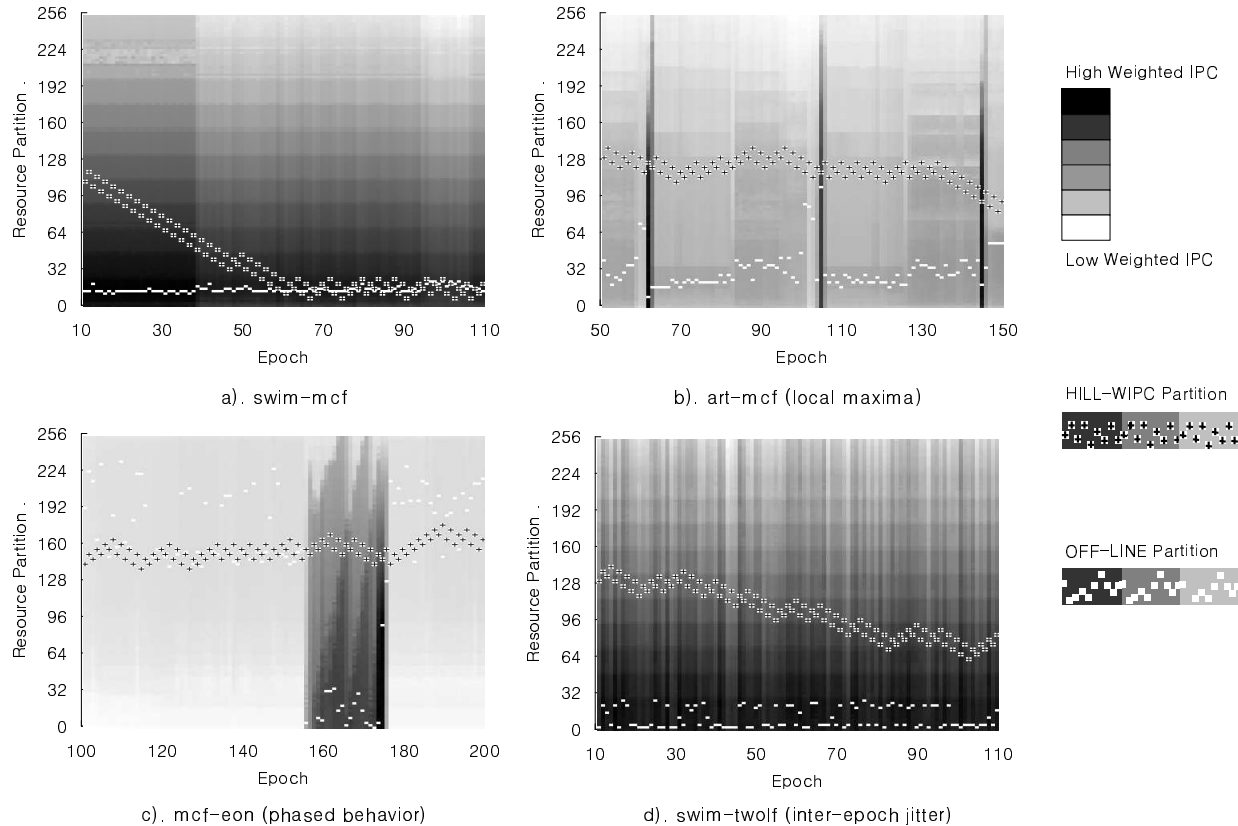 256
224
192
160
128
96
64
32
0
Resource Partition .
10 30 50 70 90 110
Epoch
a). swim-mcf
256
224
192
160
128
96
64
32
0
Resource Partition .
50 70 90 110 130 150
Epoch
b). art-mcf (local maxima)
High Weighted IPC
Low Weighted IPC
HILL-WIPC Partition
OFF-LINE Partition
256
224
192
160
128
96
64
32
0
Resource Partition .
100 120 140 160 180 200
Epoch
c). mcf-eon (phased behavior)
256
224
192
160
128
96
64
32
0
Resource Partition .
10 30 50 70 90 110
Epoch
d). swim-twolf (inter-epoch jitter)